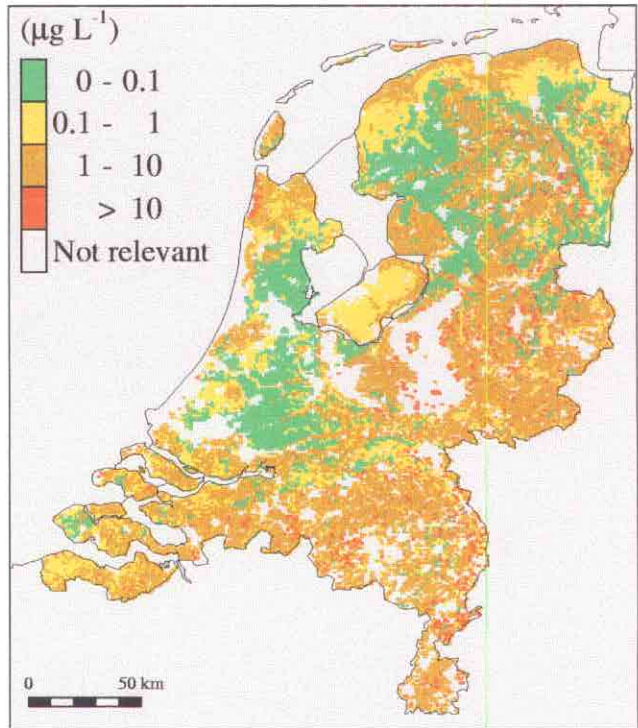 (µg L⁻¹)
0 - 0.1
0.1 - 1
1 - 10
> 10
Not relevant
0 50 km